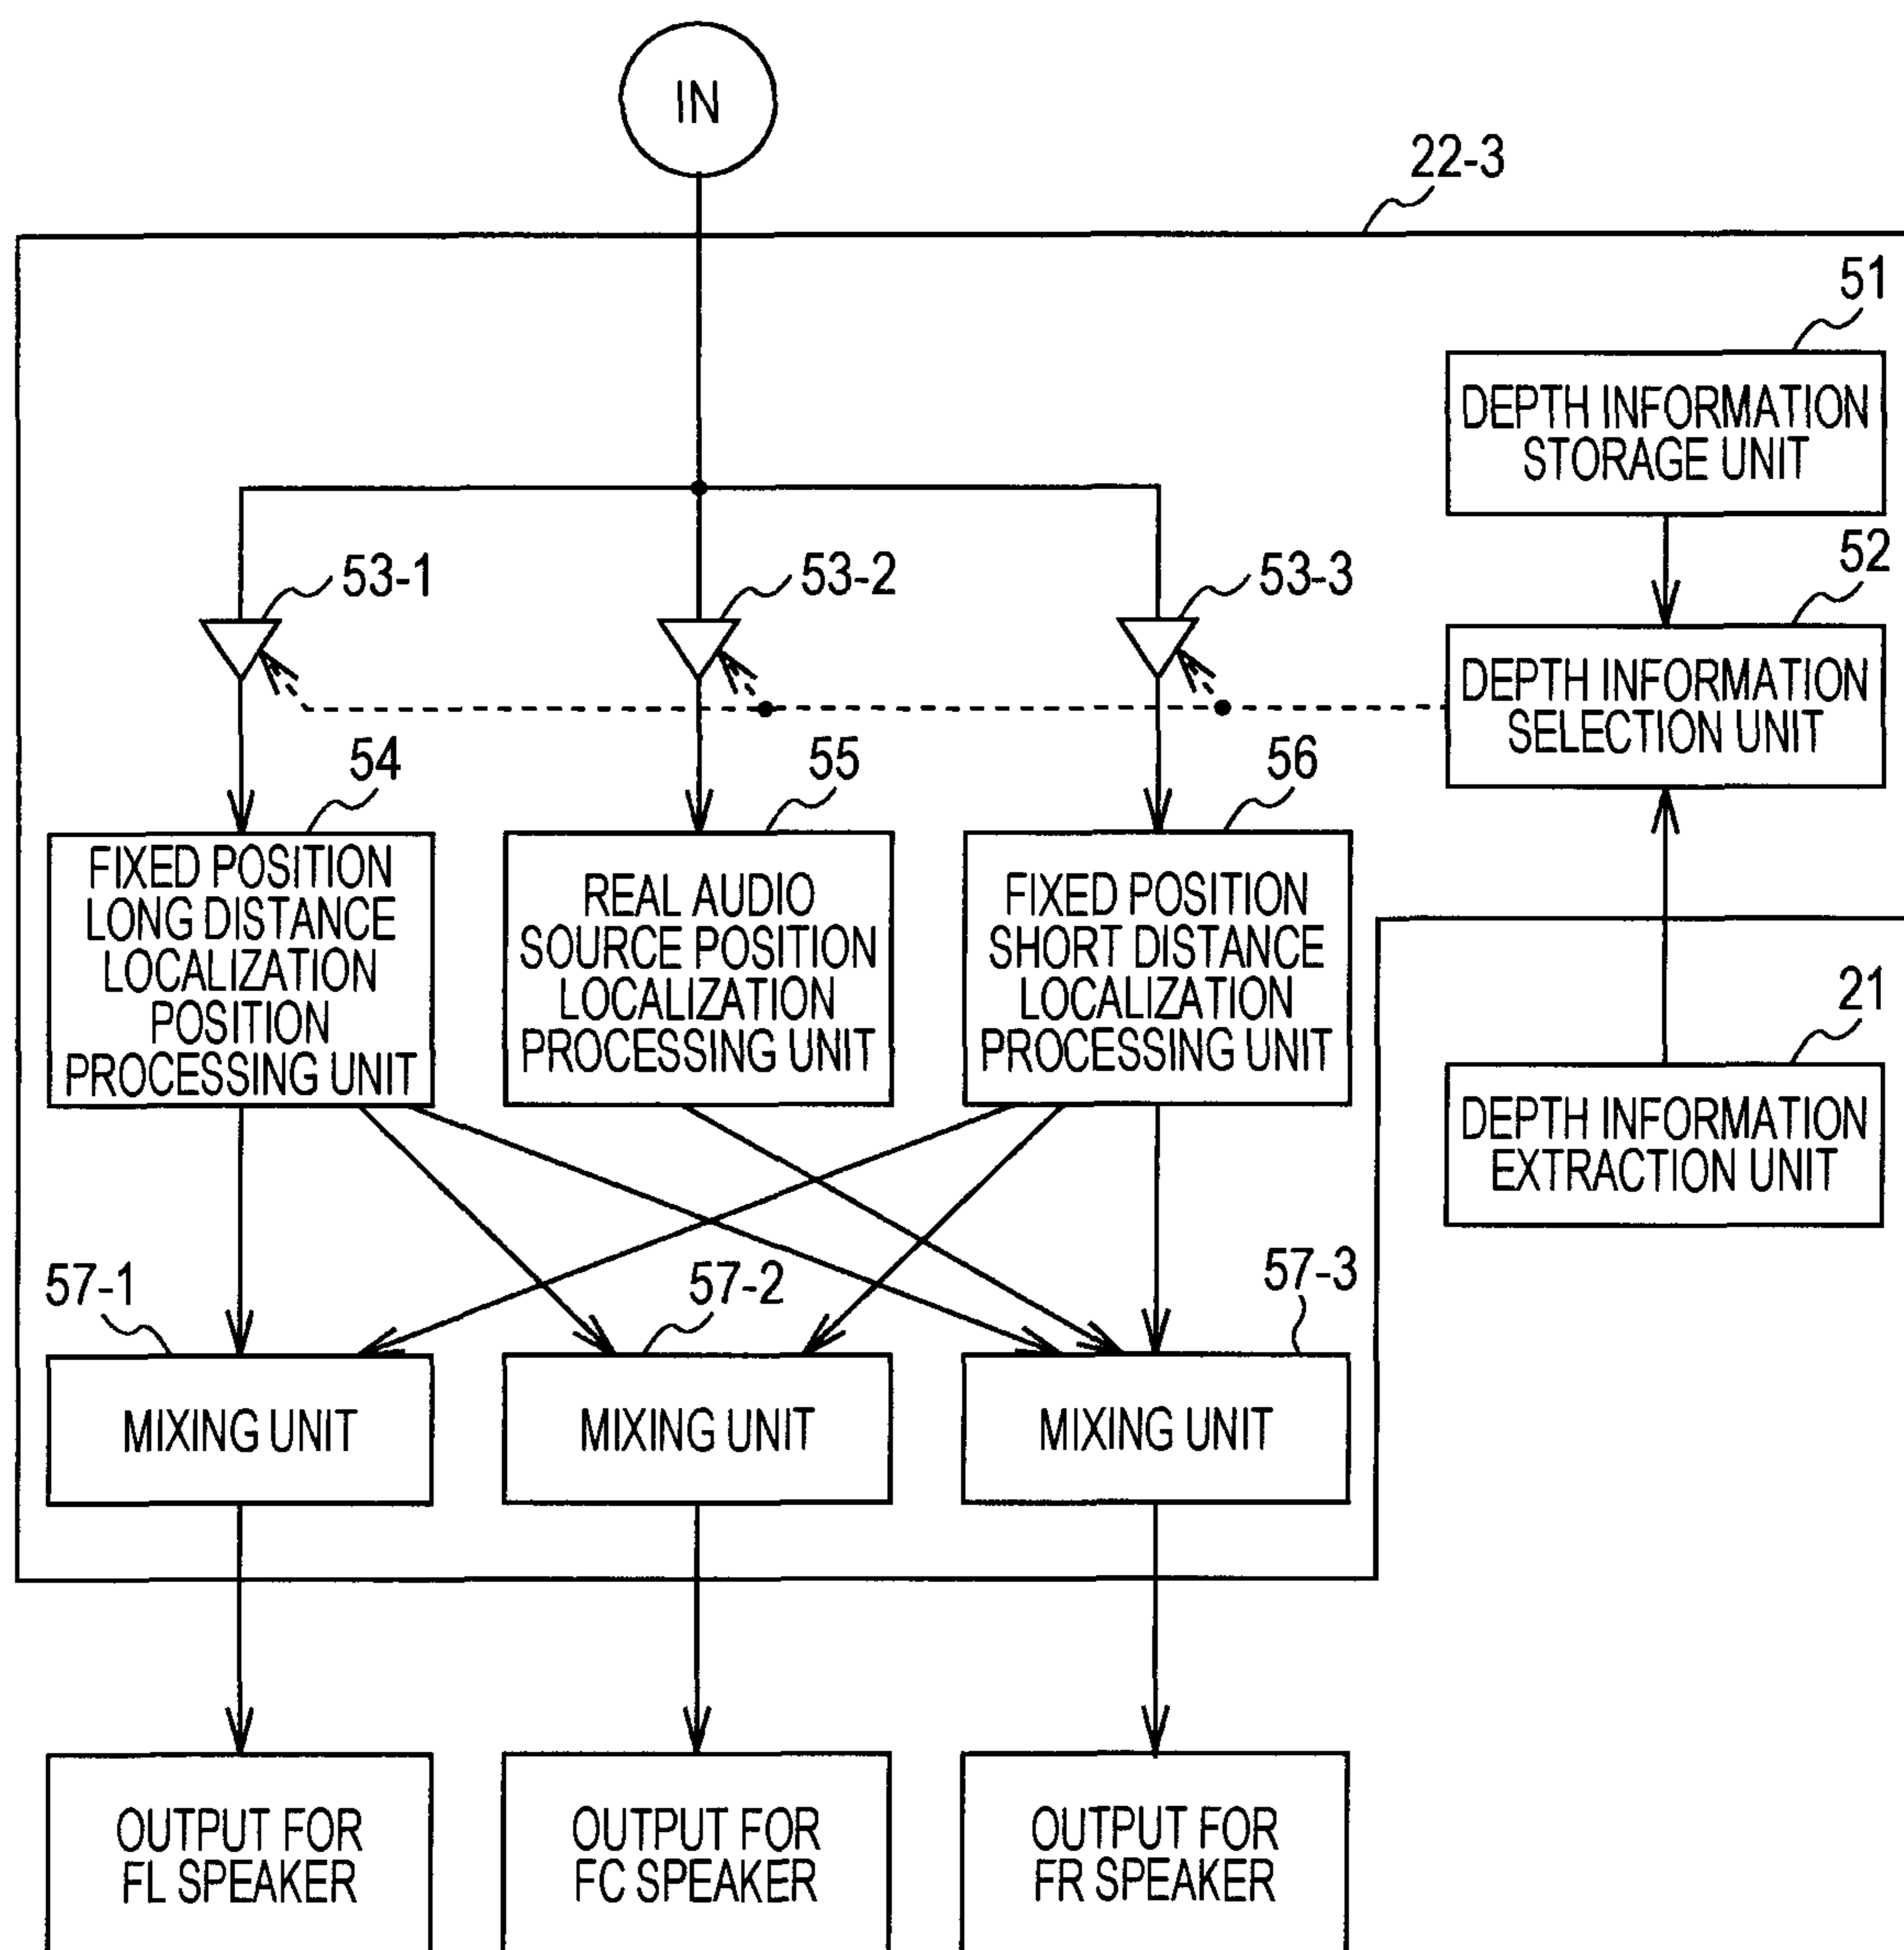 IN
22-3
51
DEPTH INFORMATION
STORAGE UNIT
52
DEPTH INFORMATION
SELECTION UNIT
53-1
53-2
53-3
54
FIXED POSITION
LONG DISTANCE
LOCALIZATION
POSITION
PROCESSING UNIT
55
REAL AUDIO
SOURCE POSITION
LOCALIZATION
PROCESSING UNIT
56
FIXED POSITION
SHORT DISTANCE
LOCALIZATION
PROCESSING UNIT
21
DEPTH INFORMATION
EXTRACTION UNIT
57-1
MIXING UNIT
57-2
MIXING UNIT
57-3
MIXING UNIT
OUTPUT FOR
FL SPEAKER
OUTPUT FOR
FC SPEAKER
OUTPUT FOR
FR SPEAKER